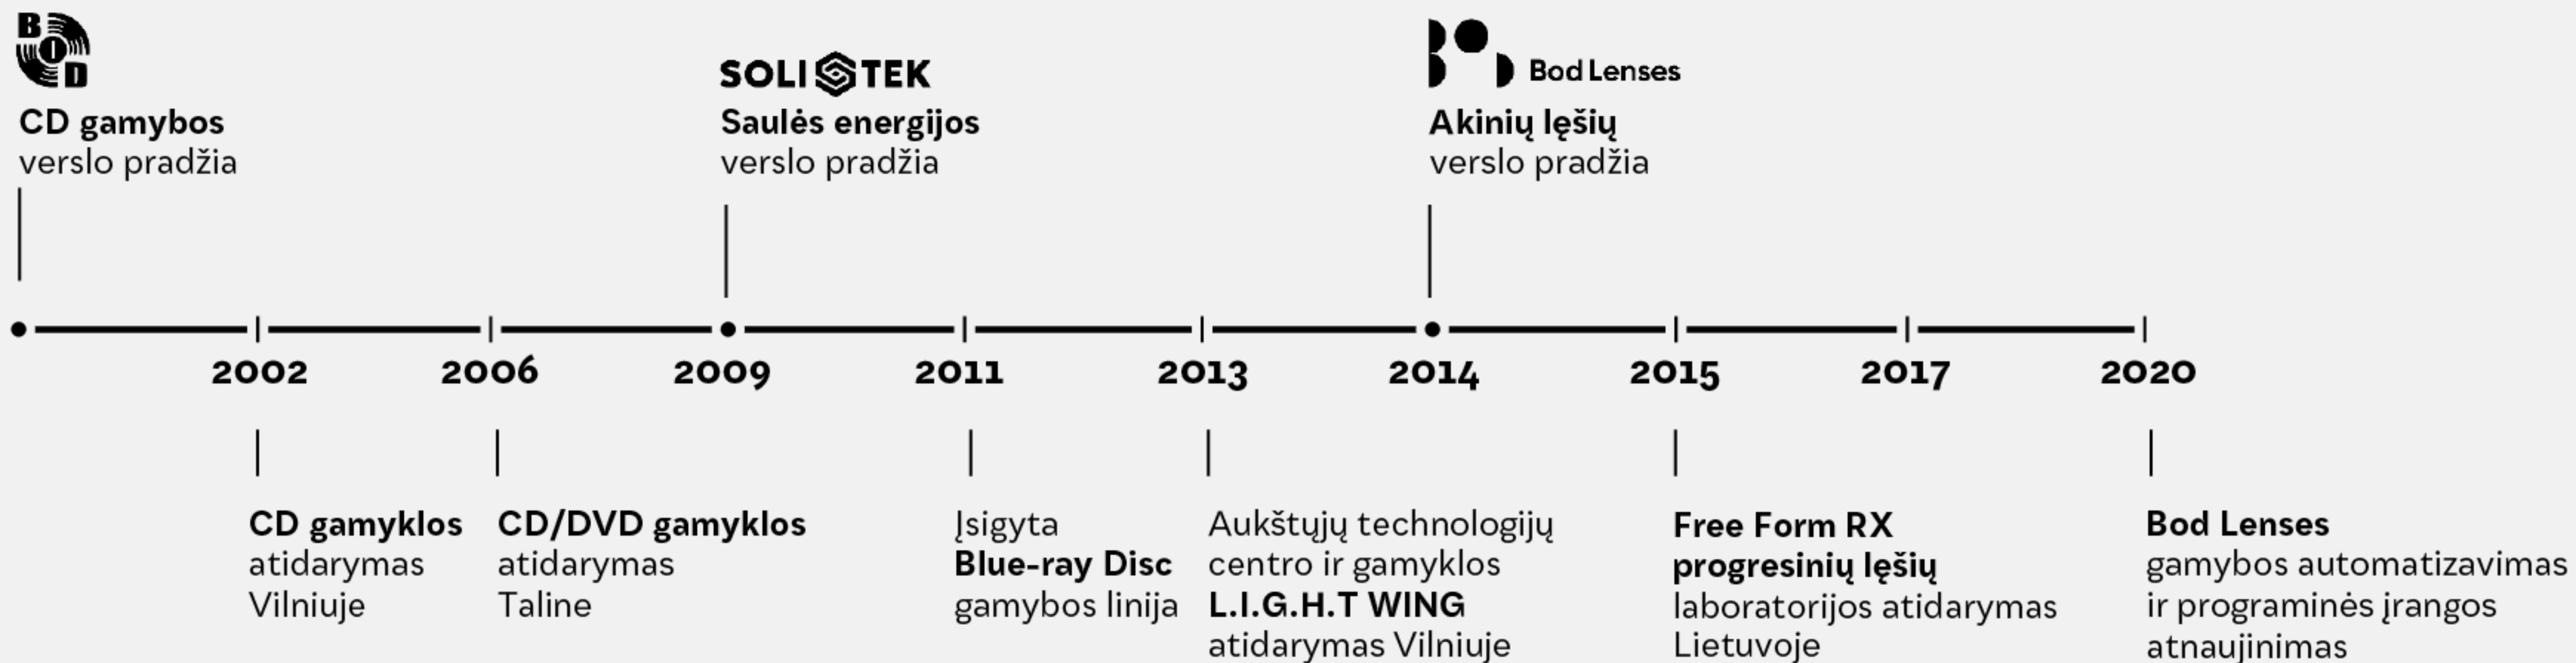 BOD
CD gamybos
verslo pradžia
SOLITEK
Saulės energijos
verslo pradžia
Bod Lenses
Akinių lęšių
verslo pradžia
2002
2006
2009
2011
2013
2014
2015
2017
2020
CD gamyklos
atidarymas
Vilniuje
CD/DVD gamyklos
atidarymas
Taline
Įsigyta
Blue-ray Disc
gamybos linija
Aukštųjų technologijų
centro ir gamyklos
L.I.G.H.T WING
atidarymas Vilniuje
Free Form RX
progresinių lęšių
laboratorijos atidarymas
Lietuvoje
Bod Lenses
gamybos automatizavimas
ir programinės įrangos
atnaujinimas